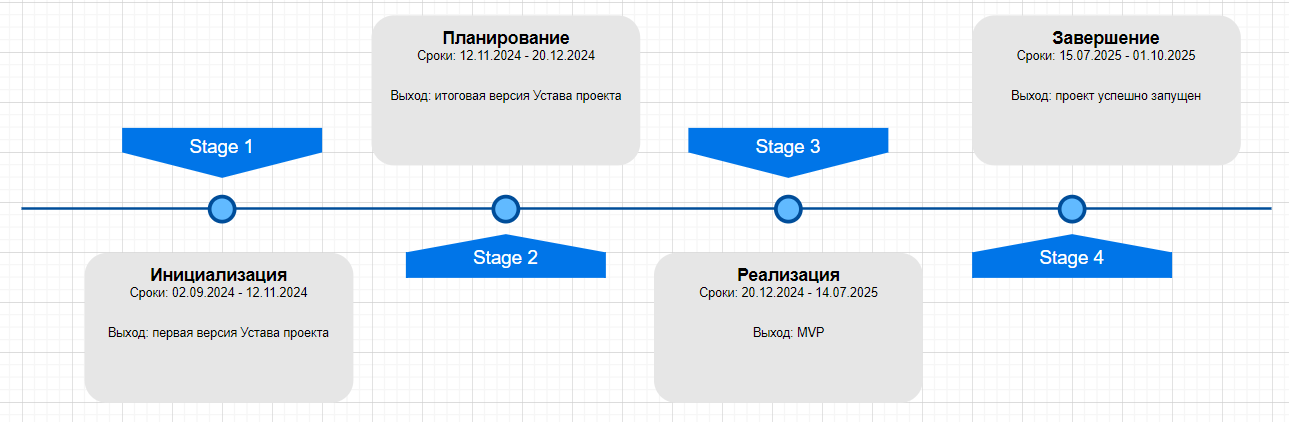 Stage 1
Инициализация
Сроки: 02.09.2024 - 12.11.2024
Выход: первая версия Устава проекта
Планирование
Сроки: 12.11.2024 - 20.12.2024
Выход: итоговая версия Устава проекта
Stage 2
Stage 3
Реализация
Сроки: 20.12.2024 - 14.07.2025
Выход: MVP
Завершение
Сроки: 15.07.2025 - 01.10.2025
Выход: проект успешно запущен
Stage 4